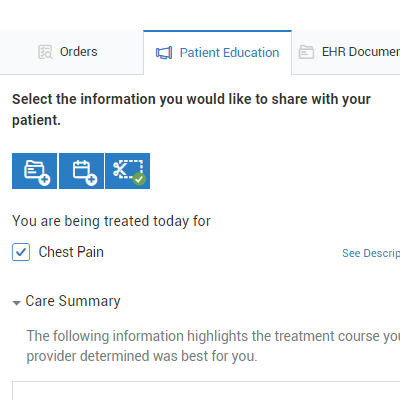 Orders
Patient Education
EHR Documen
Select the information you would like to share with your
patient.
You are being treated today for
Chest Pain
See Descrip
Care Summary
The following information highlights the treatment course you
provider determined was best for you.